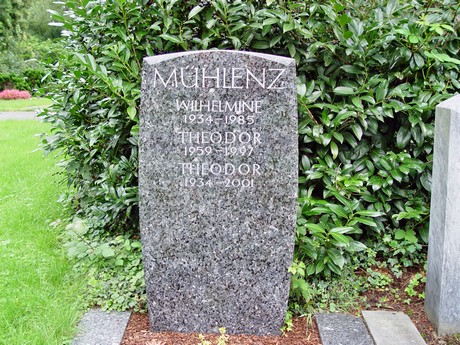 MÜHLENZ
WILHELMINE
1934-1985
THEODOR
1959-1997
THEODOR
1934-2001